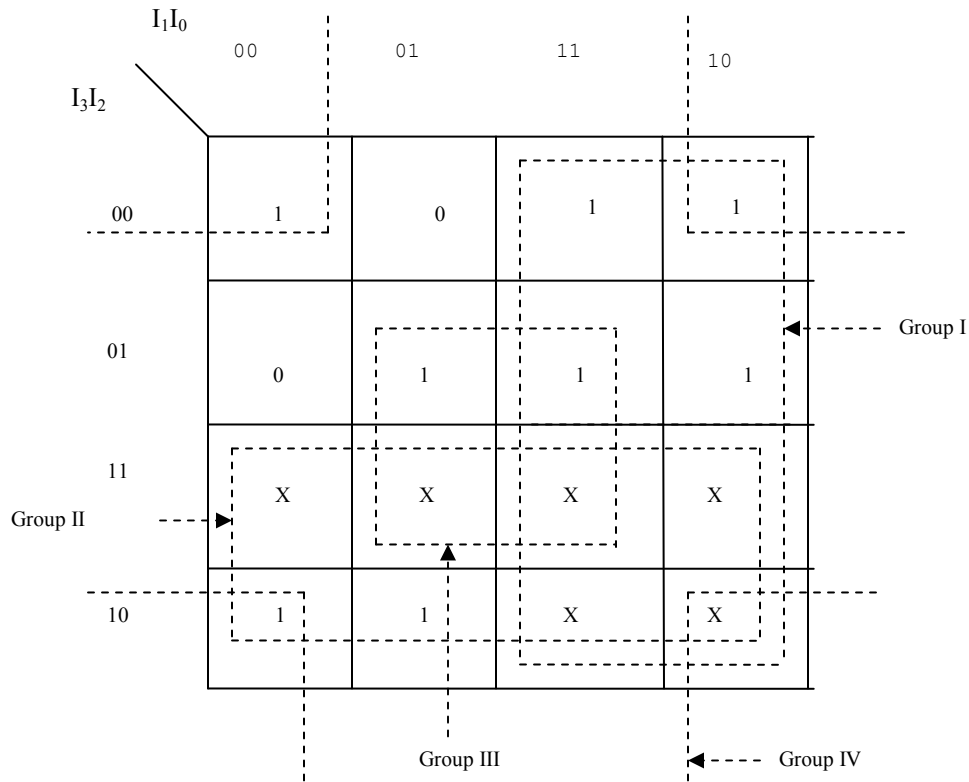 I₁I₀
00 01 11 10
I₃I₂
00 1 0 1 1
Group I
01 0 1 1 1
11 X X X X
Group II
10 1 1 X X
Group III Group IV